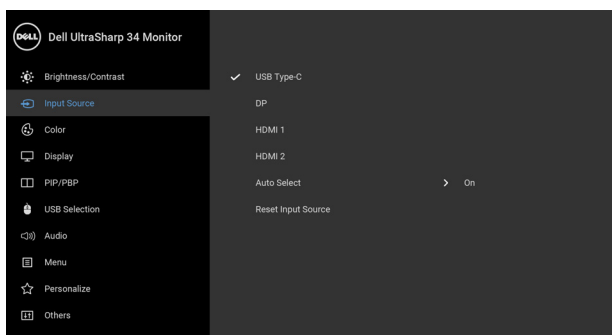 DELL Dell UltraSharp 34 Monitor
Brightness/Contrast
Input Source
Color
Display
PIP/PBP
USB Selection
Audio
Menu
Personalize
Others
USB Type-C
DP
HDMI 1
HDMI 2
Auto Select > On
Reset Input Source